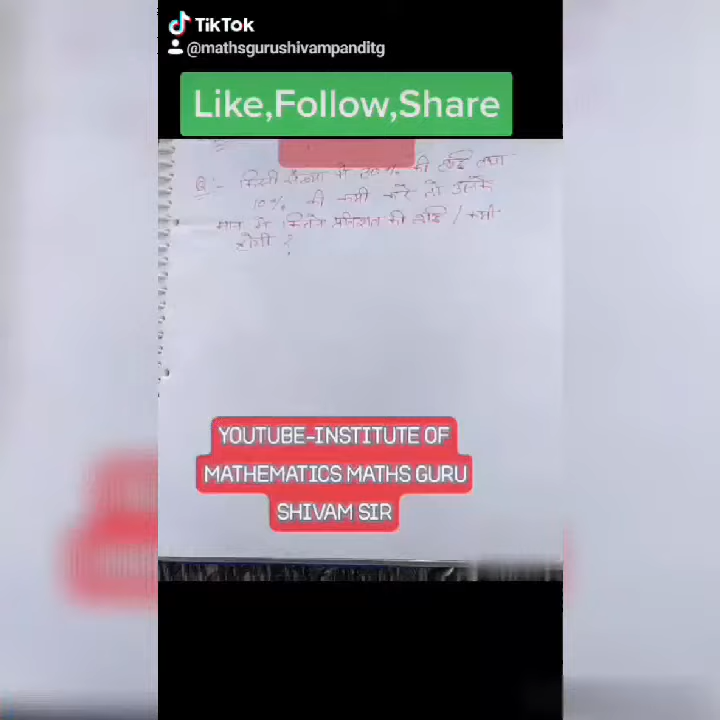 TikTok
@mathsgurushivampanditg
Like,Follow,Share
Q:- किसी संख्या में की वृद्धि तथा
10% की कमी करे तो उसके
मान में कितने प्रतिशत की वृद्धि / कमी
होगी ?
YOUTUBE-INSTITUTE OF
MATHEMATICS MATHS GURU
SHIVAM SIR